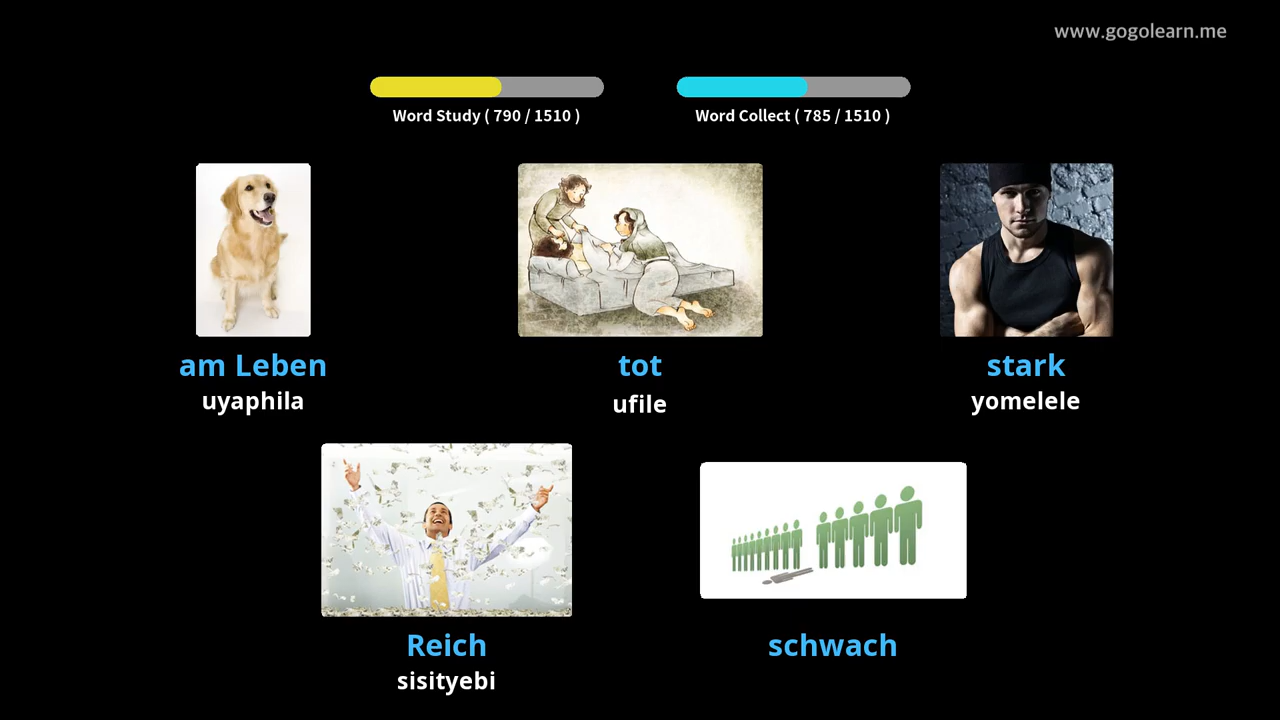 www.gogolearn.me
Word Study ( 790 / 1510 )
Word Collect ( 785 / 1510 )
am Leben
uyaphila
tot
ufile
stark
yomelele
Reich
sisityebi
schwach